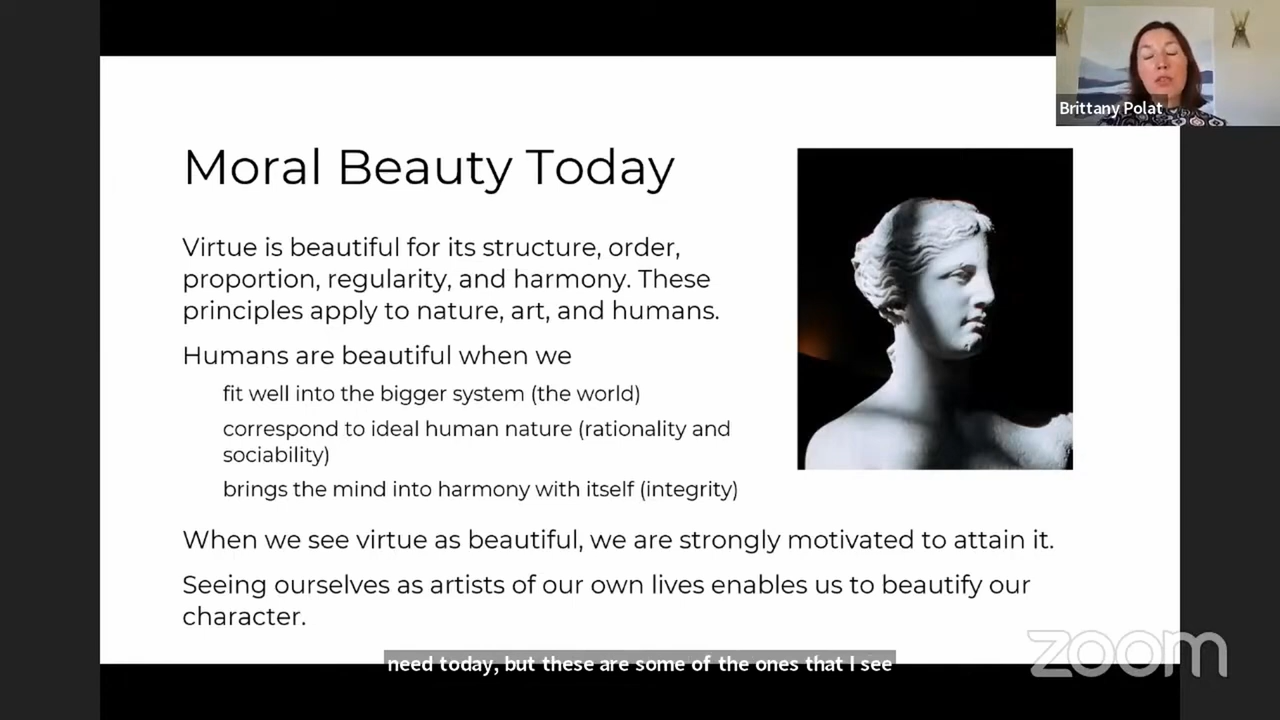 Brittany Polat
Moral Beauty Today
Virtue is beautiful for its structure, order,
proportion, regularity, and harmony. These
principles apply to nature, art, and humans.
Humans are beautiful when we
fit well into the bigger system (the world)
correspond to ideal human nature (rationality and
sociability)
brings the mind into harmony with itself (integrity)
When we see virtue as beautiful, we are strongly motivated to attain it.
Seeing ourselves as artists of our own lives enables us to beautify our
character.
need today, but these are some of the ones that I see
zoom